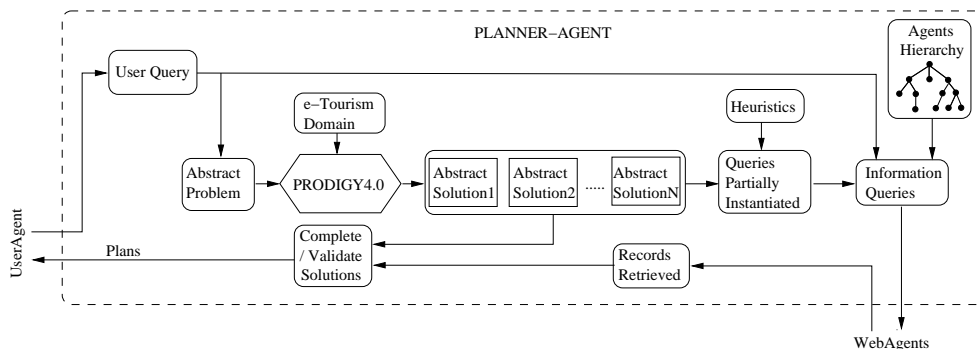 PLANNER−AGENT
Agents
Hierarchy
User Query
e−Tourism
Domain
Heuristics
Abstract
Problem
PRODIGY4.0
Abstract
Solution1
Abstract
Solution2
.....
Abstract
SolutionN
Queries
Partially
Instantiated
Information
Queries
UserAgent
Plans
Complete
/ Validate
Solutions
Records
Retrieved
WebAgents